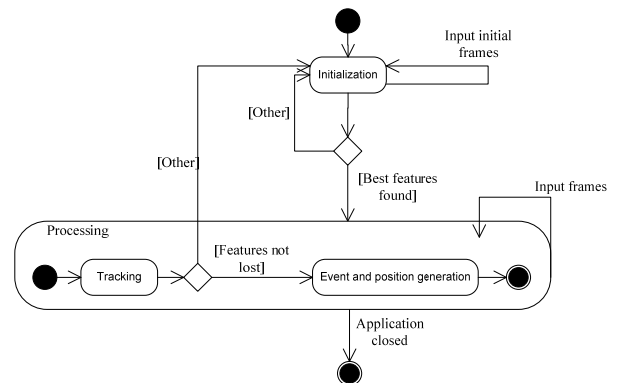 Input initial
frames
Initialization
[Other]
[Other]
[Best features
found]
Input frames
Processing
[Features not
lost]
Tracking
Event and position generation
Application
closed